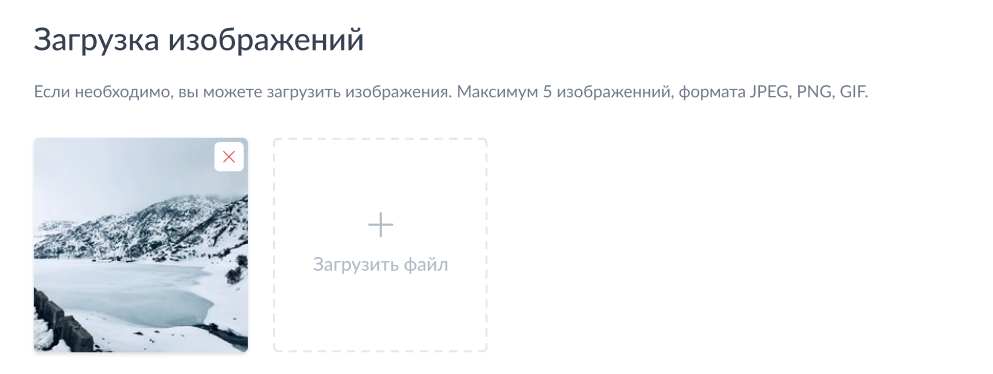 Загрузка изображений
Если необходимо, вы можете загрузить изображения. Максимум 5 изображенний, формата JPEG, PNG, GIF.
Загрузить файл